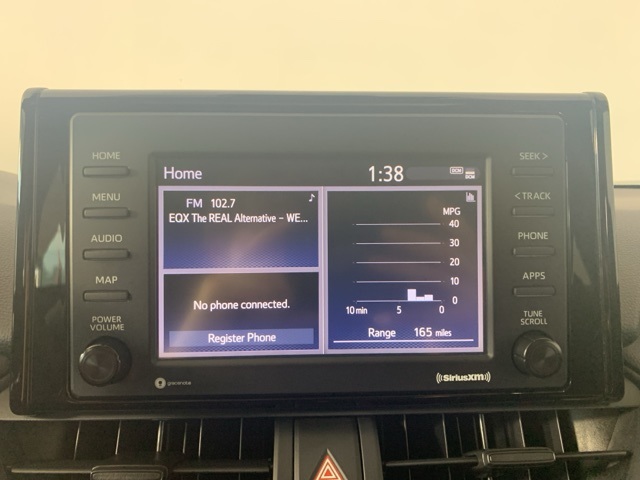 HOME
MENU
AUDIO
MAP
POWER
VOLUME
Home
1:38
DCM
FM 102.7
EQX The REAL Alternative – WE...
No phone connected.
Register Phone
MPG
40
30
20
10
0
10 min 5 0
Range 165 miles
SEEK >
< TRACK
PHONE
APPS
TUNE
SCROLL
gracenote
SiriusXM